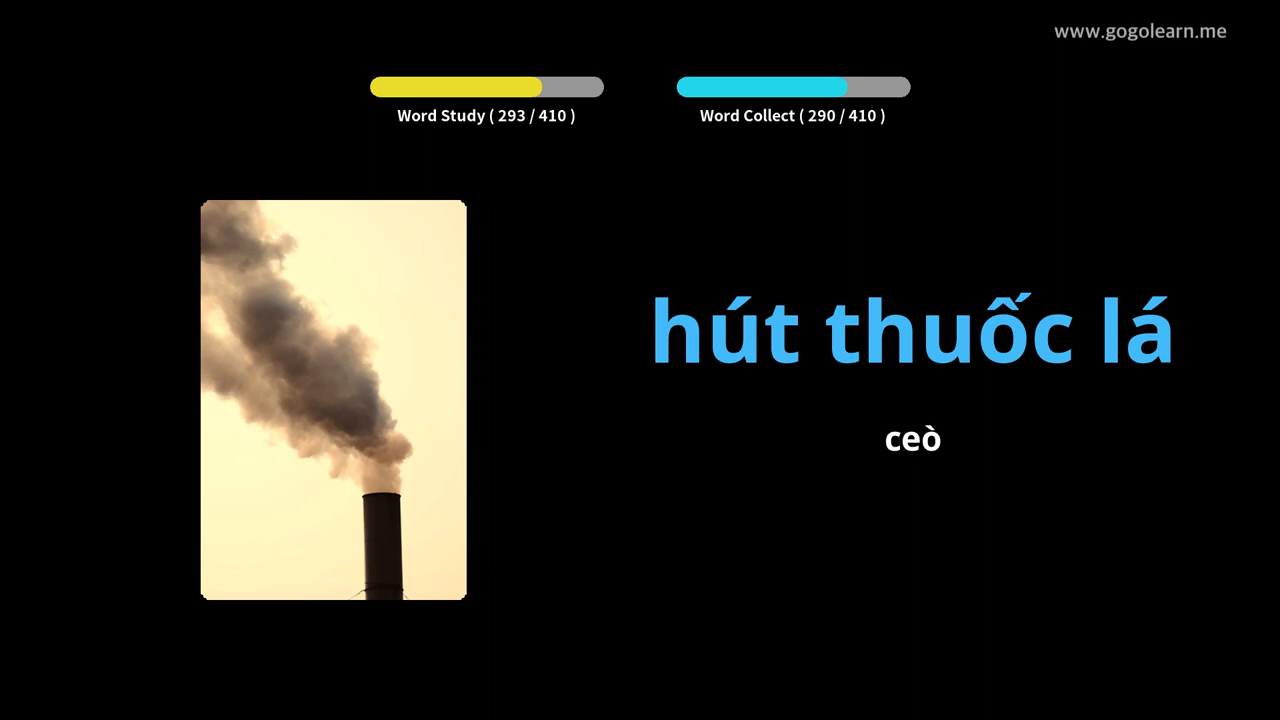 www.gogolearn.me
Word Study ( 293 / 410 )
Word Collect ( 290 / 410 )
hút thuốc lá
ceò